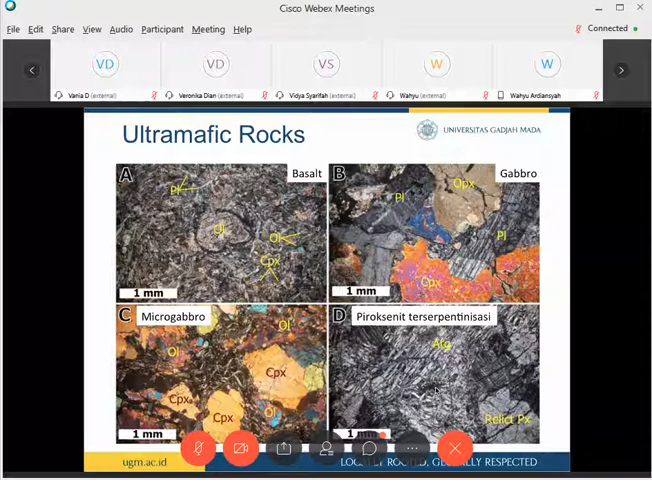 Cisco Webex Meetings
File Edit Share View Audio Participant Meeting Help
Connected
VD VD VS W W
Vania D (external) Veronika Dian (external) Vidya Syarifah (external) Wahyu (external) Wahyu Ardiansyah
Ultramafic Rocks
UNIVERSITAS GADJAH MADA
A Basalt
Pl
Ol
Ol
Cpx
1 mm
B Gabbro
Opx
Pl
Pl
Cpx
1 mm
C Microgabbro
Ol
Ol
Cpx
Cpx
Cpx
Ol
1 mm
D Piroksenit terserpentinisasi
Atg
Relict Px
1 mm
ugm.ac.id
LOCALLY ROOTED, GLOBALLY RESPECTED